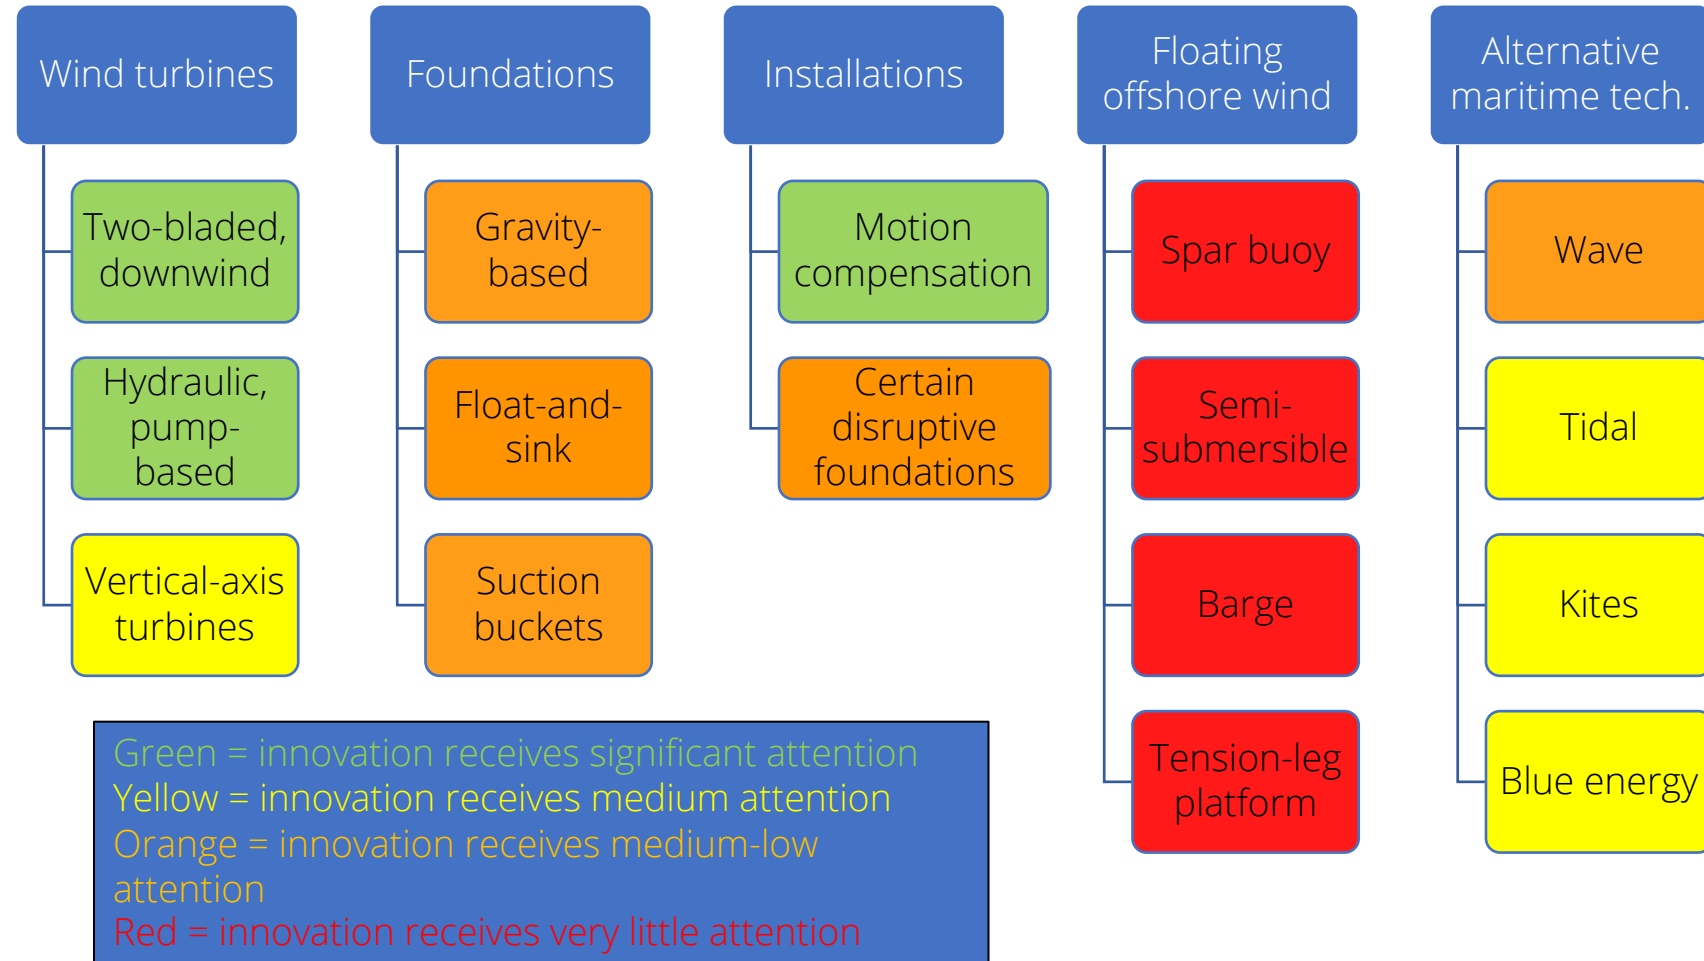 Wind turbines
Two-bladed,
downwind
Hydraulic,
pump-
based
Vertical-axis
turbines
Foundations
Gravity-
based
Float-and-
sink
Suction
buckets
Installations
Motion
compensation
Certain
disruptive
foundations
Floating
offshore wind
Spar buoy
Semi-
submersible
Barge
Tension-leg
platform
Alternative
maritime tech.
Wave
Tidal
Kites
Blue energy
Green = innovation receives significant attention
Yellow = innovation receives medium attention
Orange = innovation receives medium-low
attention
Red = innovation receives very little attention